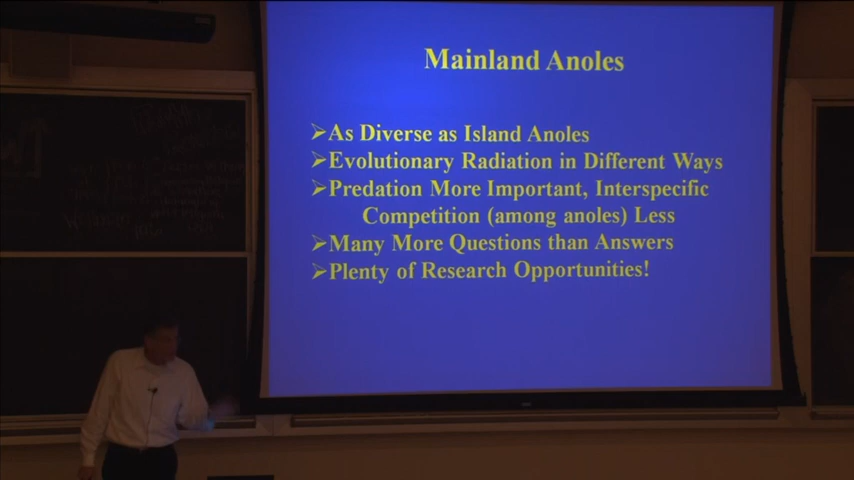 Mainland Anoles
➢As Diverse as Island Anoles
➢Evolutionary Radiation in Different Ways
➢Predation More Important, Interspecific
Competition (among anoles) Less
➢Many More Questions than Answers
➢Plenty of Research Opportunities!